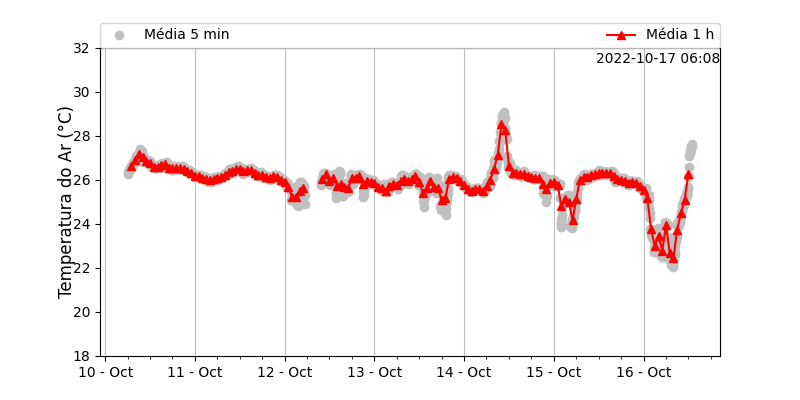 Média 5 min
Média 1 h
2022-10-17 06:08
Temperatura do Ar (°C)
32
30
28
26
24
22
20
18
10 - Oct
11 - Oct
12 - Oct
13 - Oct
14 - Oct
15 - Oct
16 - Oct